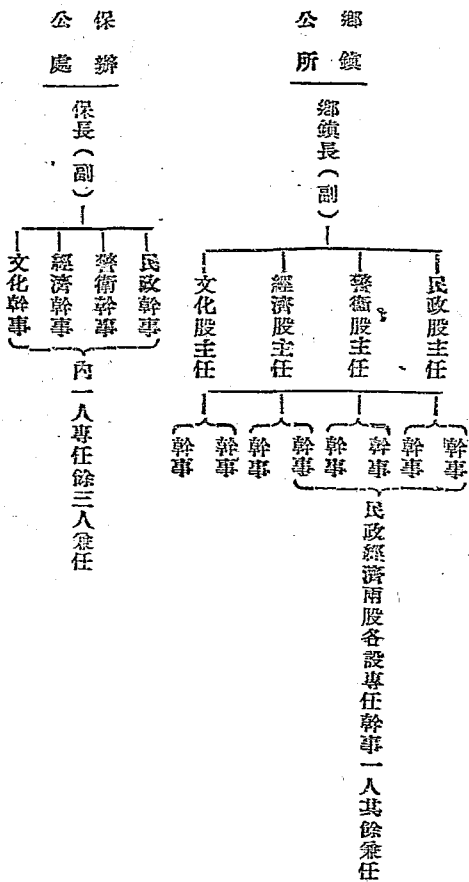 鄉鎮
公所
鄉鎮長(副)
民政股主任
警衛股主任
經濟股主任
文化股主任
幹事
幹事
幹事
幹事
幹事
幹事
幹事
幹事
民政經濟兩股各設專任幹事一人其餘兼任
保辦
公處
保長(副)
民政幹事
警衛幹事
經濟幹事
文化幹事
內一人專任餘三人兼任